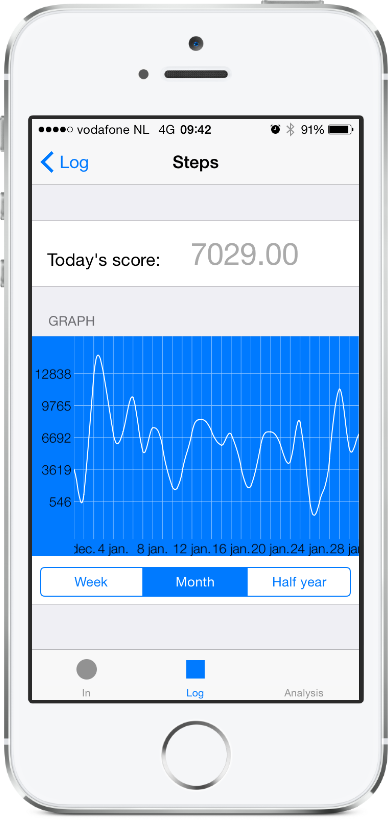 vodafone NL 4G 09:42 91%
Log Steps
Today's score: 7029.00
GRAPH
12838
9765
6692
3619
546
dec. 4 jan. 8 jan. 12 jan. 16 jan. 20 jan. 24 jan. 28 jan
Week Month Half year
In Log Analysis